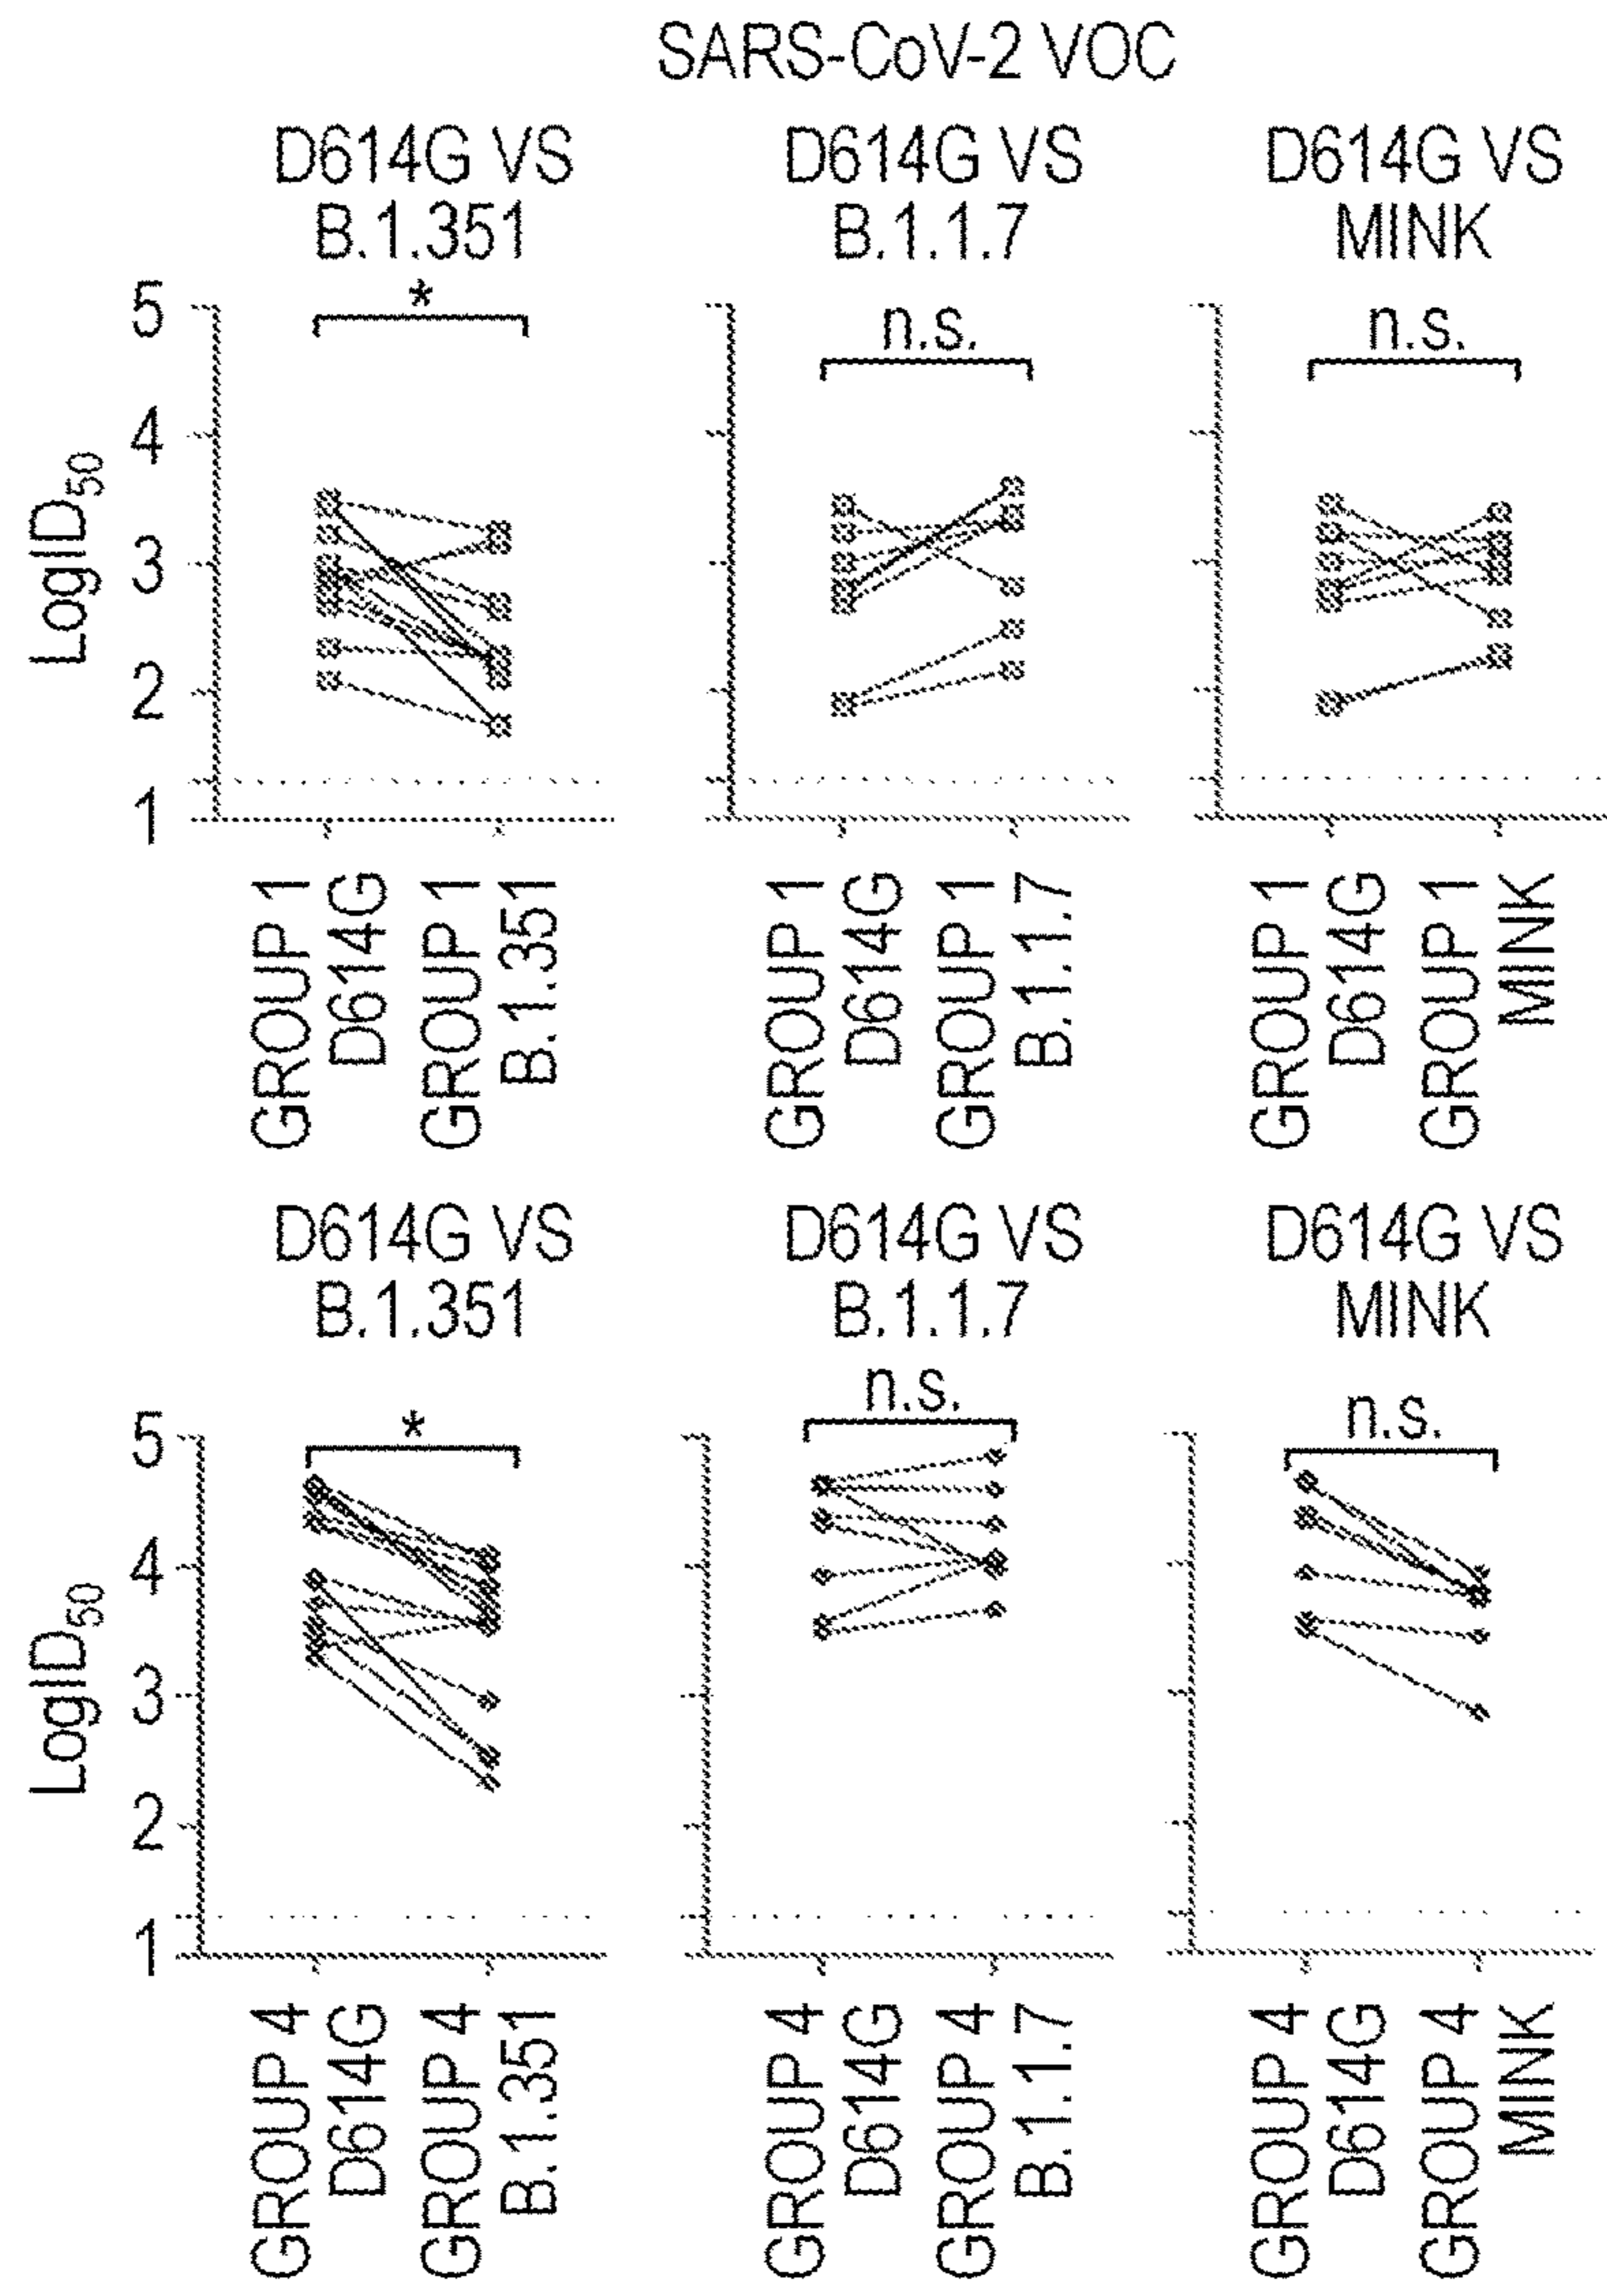 SARS-CoV-2 VOC
D614G VS
B.1.351
D614G VS
B.1.1.7
D614G VS
MINK
LogID50
5
4
3
2
1
*
n.s.
n.s.
GROUP 1
D614G
GROUP 1
B.1.351
GROUP 1
D614G
GROUP 1
B.1.1.7
GROUP 1
D614G
GROUP 1
MINK
D614G VS
B.1.351
D614G VS
B.1.1.7
D614G VS
MINK
LogID50
5
4
3
2
1
*
n.s.
n.s.
GROUP 4
D614G
GROUP 4
B.1.351
GROUP 4
D614G
GROUP 4
B.1.1.7
GROUP 4
D614G
GROUP 4
MINK